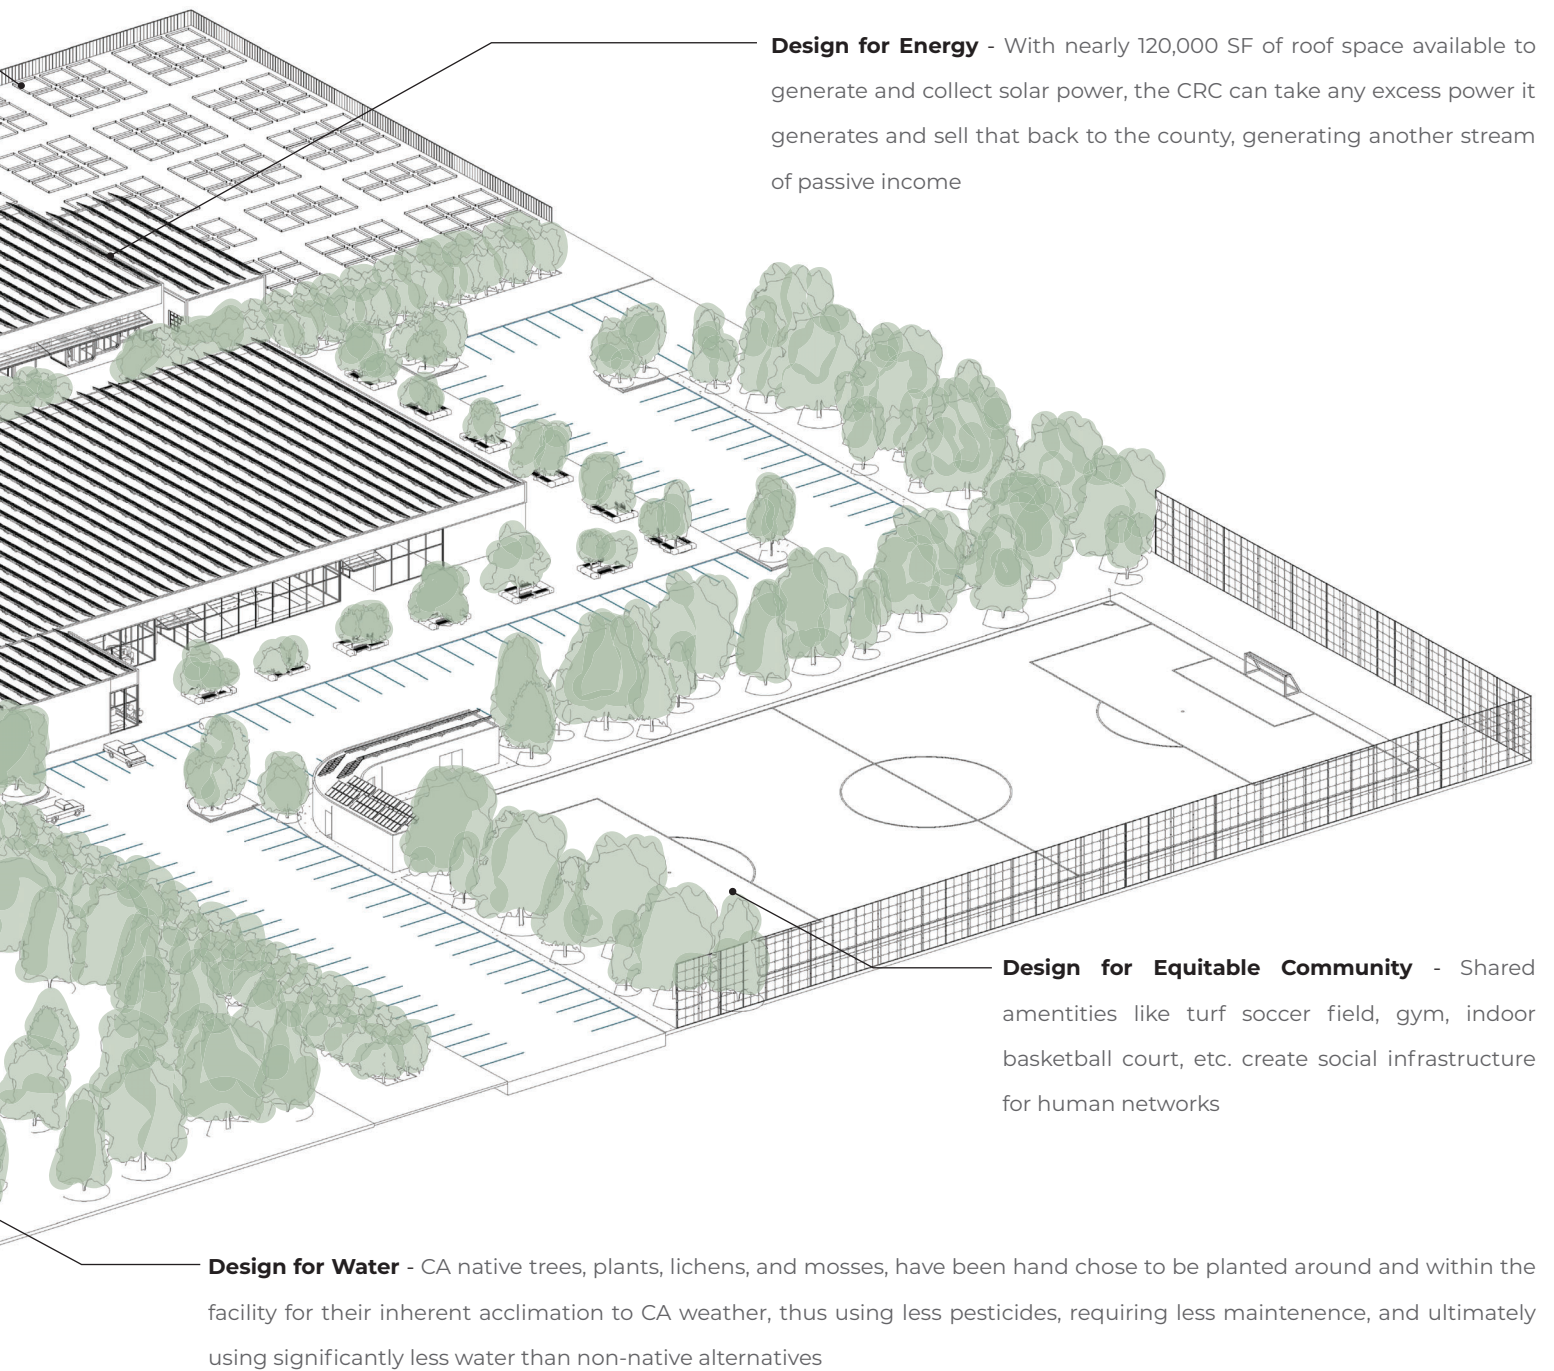 Design for Energy - With nearly 120,000 SF of roof space available to
generate and collect solar power, the CRC can take any excess power it
generates and sell that back to the county, generating another stream
of passive income
Design for Equitable Community - Shared
amentities like turf soccer field, gym, indoor
basketball court, etc. create social infrastructure
for human networks
Design for Water - CA native trees, plants, lichens, and mosses, have been hand chose to be planted around and within the
facility for their inherent acclimation to CA weather, thus using less pesticides, requiring less maintenence, and ultimately
using significantly less water than non-native alternatives